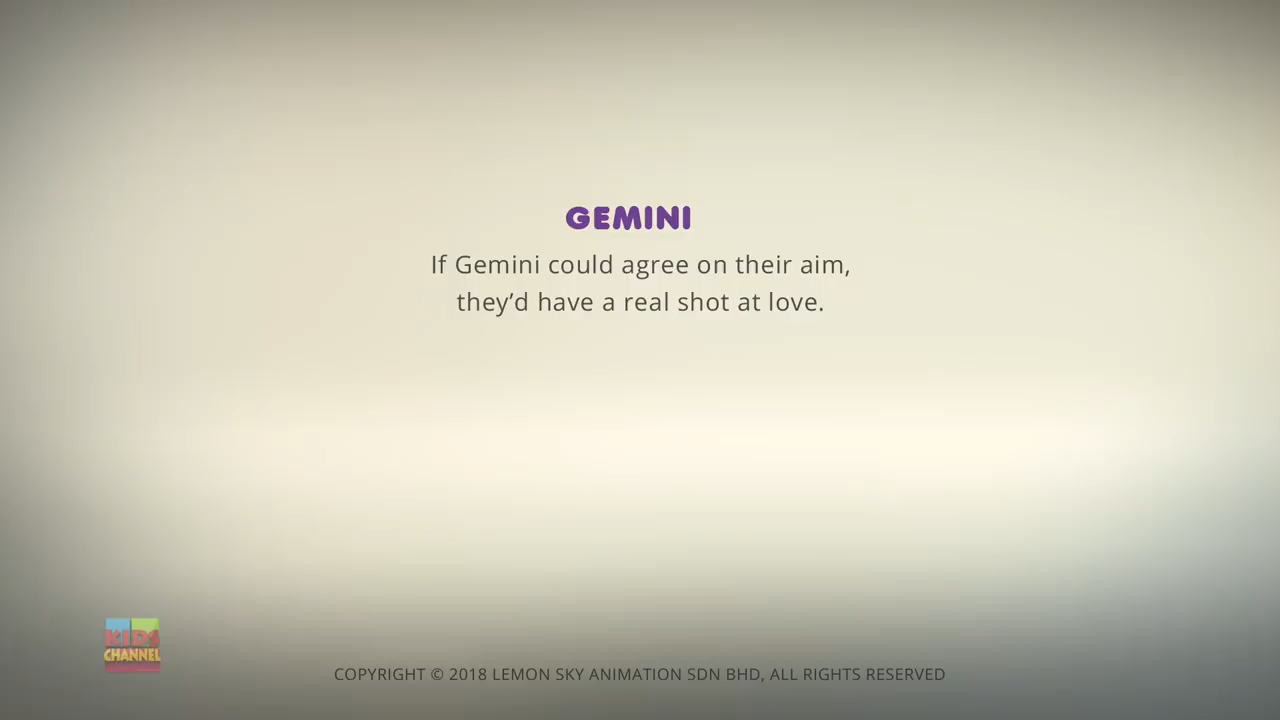 GEMINI
If Gemini could agree on their aim,
they’d have a real shot at love.
KIDS
CHANNEL
COPYRIGHT © 2018 LEMON SKY ANIMATION SDN BHD, ALL RIGHTS RESERVED